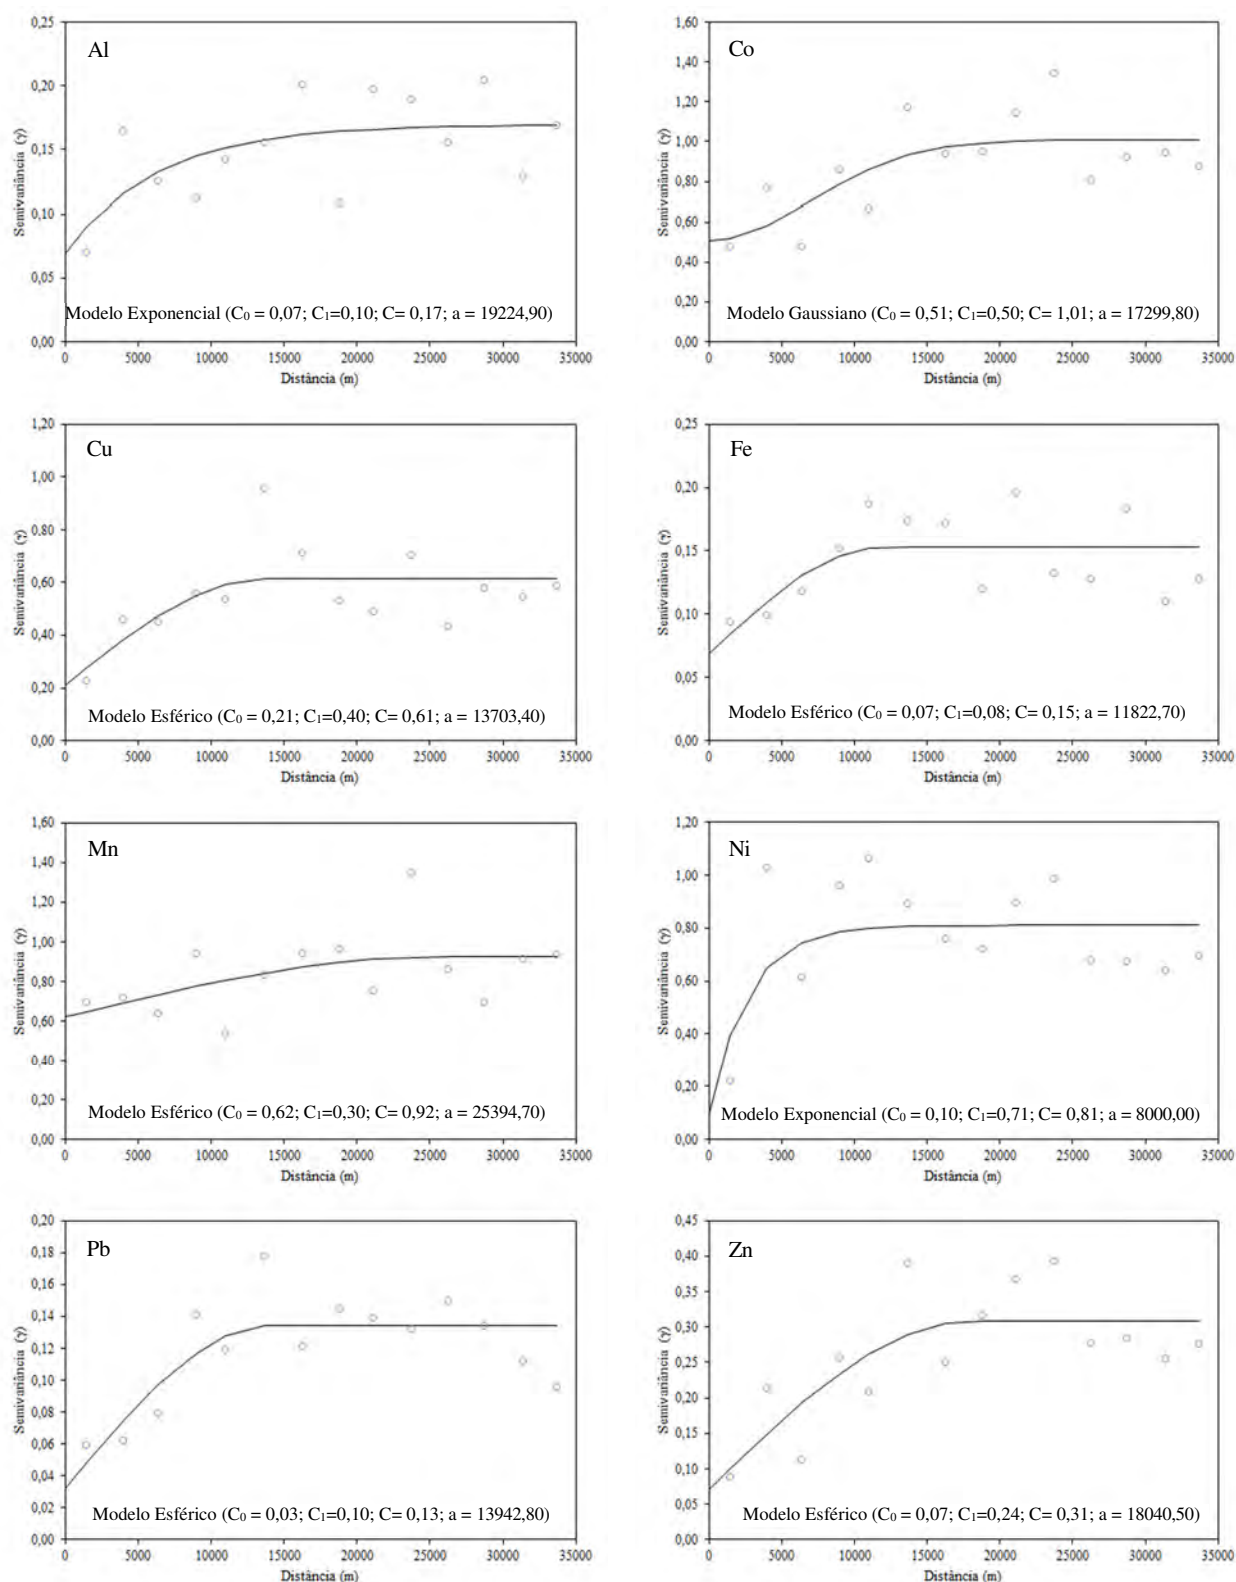 Al
Semivariância (γ)
0,25
0,20
0,15
0,10
0,05
0,00
Modelo Exponencial (C₀ = 0,07; C₁=0,10; C= 0,17; a = 19224,90)
0 5000 10000 15000 20000 25000 30000 35000
Distância (m)
Co
Semivariância (γ)
1,60
1,40
1,20
1,00
0,80
0,60
0,40
0,20
0,00
Modelo Gaussiano (C₀ = 0,51; C₁=0,50; C= 1,01; a = 17299,80)
0 5000 10000 15000 20000 25000 30000 35000
Distância (m)
Cu
Semivariância (γ)
1,20
1,00
0,80
0,60
0,40
0,20
0,00
Modelo Esférico (C₀ = 0,21; C₁=0,40; C= 0,61; a = 13703,40)
0 5000 10000 15000 20000 25000 30000 35000
Distância (m)
Fe
Semivariância (γ)
0,25
0,20
0,15
0,10
0,05
0,00
Modelo Esférico (C₀ = 0,07; C₁=0,08; C= 0,15; a = 11822,70)
0 5000 10000 15000 20000 25000 30000 35000
Distância (m)
Mn
Semivariância (γ)
1,60
1,40
1,20
1,00
0,80
0,60
0,40
0,20
0,00
Modelo Esférico (C₀ = 0,62; C₁=0,30; C= 0,92; a = 25394,70)
0 5000 10000 15000 20000 25000 30000 35000
Distância (m)
Ni
Semivariância (γ)
1,20
1,00
0,80
0,60
0,40
0,20
0,00
Modelo Exponencial (C₀ = 0,10; C₁=0,71; C= 0,81; a = 8000,00)
0 5000 10000 15000 20000 25000 30000 35000
Distância (m)
Pb
Semivariância (γ)
0,20
0,18
0,16
0,14
0,12
0,10
0,08
0,06
0,04
0,02
0,00
Modelo Esférico (C₀ = 0,03; C₁=0,10; C= 0,13; a = 13942,80)
0 5000 10000 15000 20000 25000 30000 35000
Distância (m)
Zn
Semivariância (γ)
0,45
0,40
0,35
0,30
0,25
0,20
0,15
0,10
0,05
0,00
Modelo Esférico (C₀ = 0,07; C₁=0,24; C= 0,31; a = 18040,50)
0 5000 10000 15000 20000 25000 30000 35000
Distância (m)